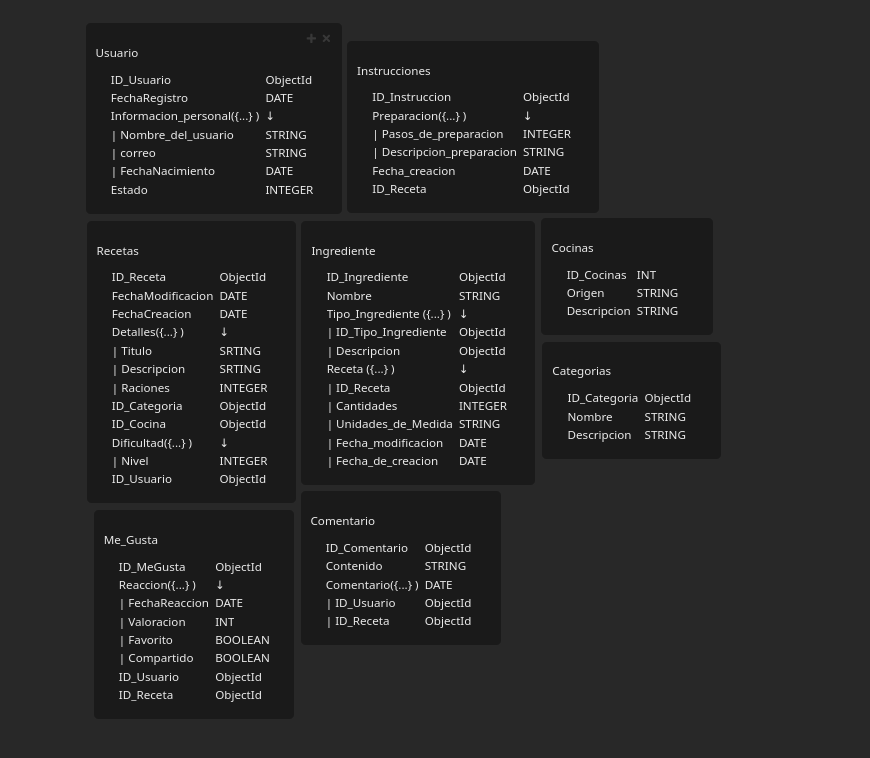 Usuario
ID_Usuario ObjectId
FechaRegistro DATE
Informacion_personal({...} ) ↓
| Nombre_del_usuario STRING
| correo STRING
| FechaNacimiento DATE
Estado INTEGER
Instrucciones
ID_Instruccion ObjectId
Preparacion({...} ) ↓
| Pasos_de_preparacion INTEGER
| Descripcion_preparacion STRING
Fecha_creacion DATE
ID_Receta ObjectId
Recetas
ID_Receta ObjectId
FechaModificacion DATE
FechaCreacion DATE
Detalles({...} ) ↓
| Titulo SRTING
| Descripcion SRTING
| Raciones INTEGER
ID_Categoria ObjectId
ID_Cocina ObjectId
Dificultad({...} ) ↓
| Nivel INTEGER
ID_Usuario ObjectId
Ingrediente
ID_Ingrediente ObjectId
Nombre STRING
Tipo_Ingrediente ({...} ) ↓
| ID_Tipo_Ingrediente ObjectId
| Descripcion ObjectId
Receta ({...} ) ↓
| ID_Receta ObjectId
| Cantidades INTEGER
| Unidades_de_Medida STRING
| Fecha_modificacion DATE
| Fecha_de_creacion DATE
Cocinas
ID_Cocinas INT
Origen STRING
Descripcion STRING
Categorias
ID_Categoria ObjectId
Nombre STRING
Descripcion STRING
Me_Gusta
ID_MeGusta ObjectId
Reaccion({...} ) ↓
| FechaReaccion DATE
| Valoracion INT
| Favorito BOOLEAN
| Compartido BOOLEAN
ID_Usuario ObjectId
ID_Receta ObjectId
Comentario
ID_Comentario ObjectId
Contenido STRING
Comentario({...} ) DATE
| ID_Usuario ObjectId
| ID_Receta ObjectId